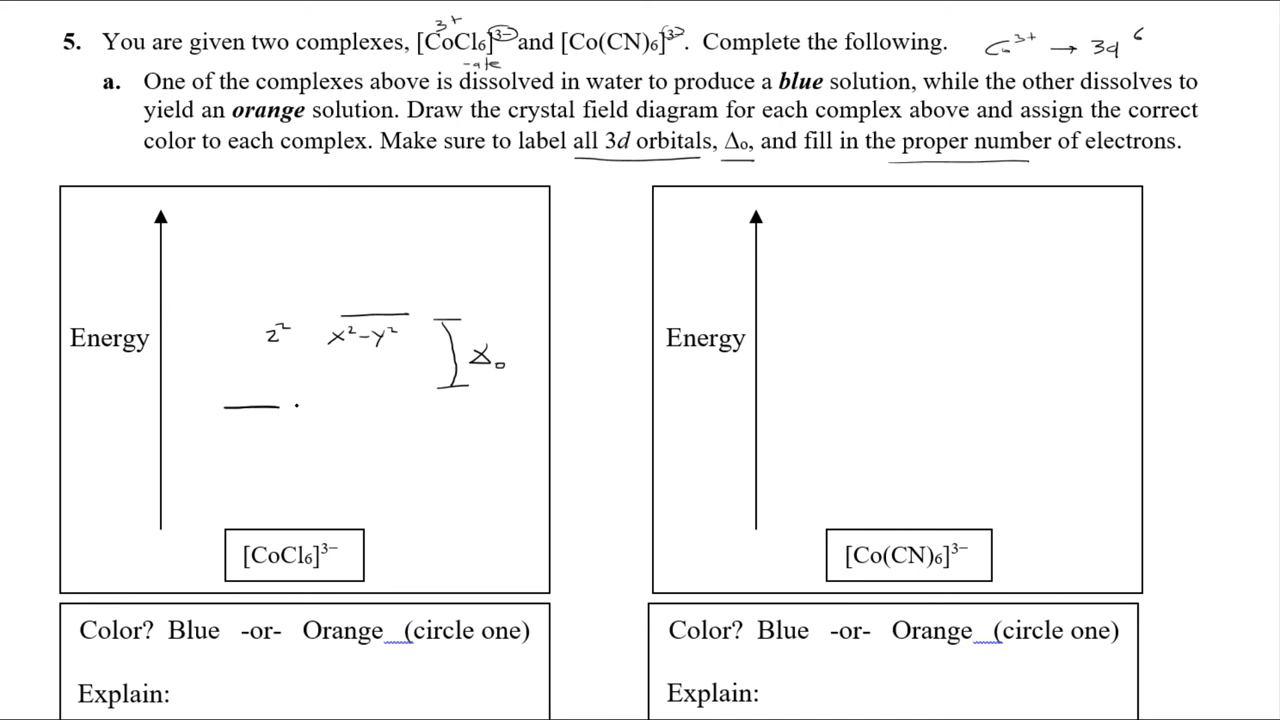 3+
5. You are given two complexes, [CoCl₆]³⁻ and [Co(CN)₆]³⁻. Complete the following. Co³⁺ → 3d⁶
-ate
a. One of the complexes above is dissolved in water to produce a blue solution, while the other dissolves to
yield an orange solution. Draw the crystal field diagram for each complex above and assign the correct
color to each complex. Make sure to label all 3d orbitals, Δₒ, and fill in the proper number of electrons.
Energy
z² x²-y² Δₒ
[CoCl₆]³⁻
Color? Blue -or- Orange (circle one)
Explain:
Energy
[Co(CN)₆]³⁻
Color? Blue -or- Orange (circle one)
Explain: